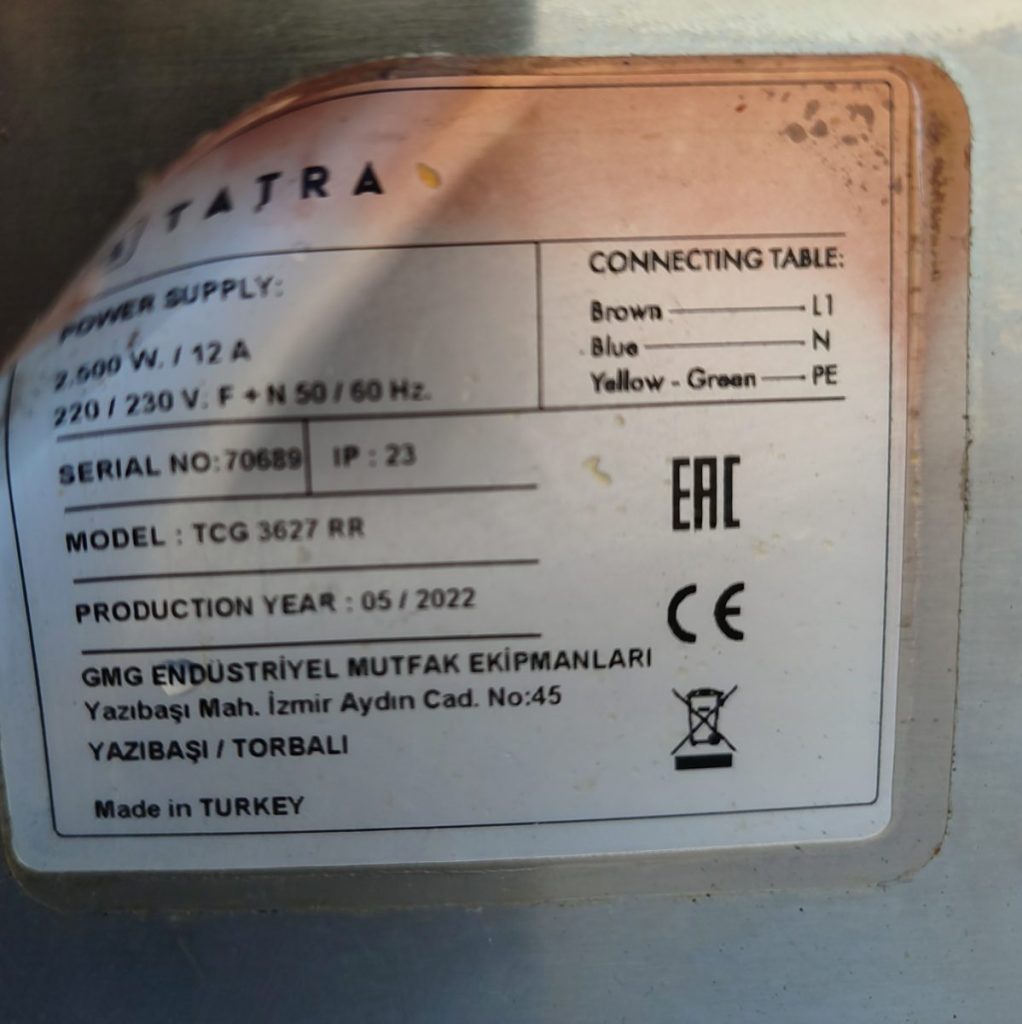 TATRA
POWER SUPPLY:
2.600 W. / 12 A
220 / 230 V. F + N 50 / 60 Hz.
CONNECTING TABLE:
Brown L1
Blue N
Yellow - Green PE
SERIAL NO:70689 IP : 23
MODEL : TCG 3627 RR
PRODUCTION YEAR : 05 / 2022
GMG ENDÜSTRİYEL MUTFAK EKİPMANLARI
Yazıbaşı Mah. İzmir Aydın Cad. No:45
YAZIBAŞI / TORBALI
Made in TURKEY
EAC
CE